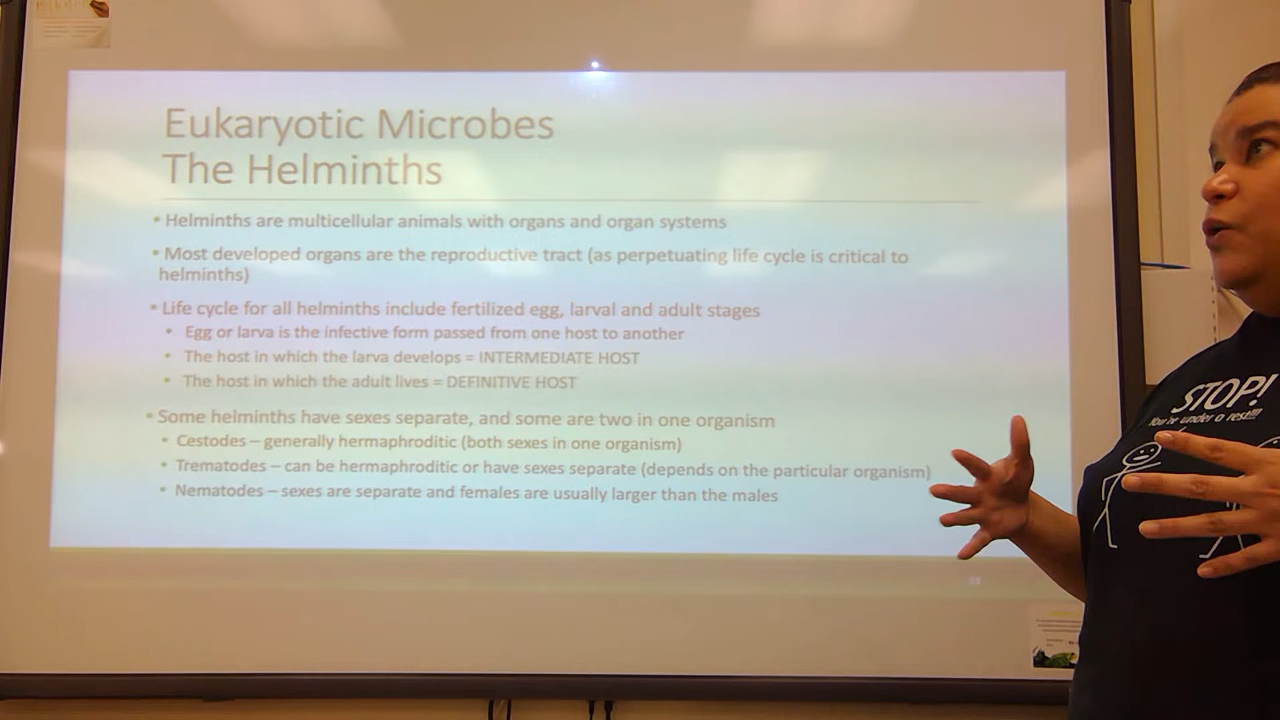 Eukaryotic Microbes
The Helminths
• Helminths are multicellular animals with organs and organ systems
• Most developed organs are the reproductive tract (as perpetuating life cycle is critical to
helminths)
• Life cycle for all helminths include fertilized egg, larval and adult stages
• Egg or larva is the infective form passed from one host to another
• The host in which the larva develops = INTERMEDIATE HOST
• The host in which the adult lives = DEFINITIVE HOST
• Some helminths have sexes separate, and some are two in one organism
• Cestodes – generally hermaphroditic (both sexes in one organism)
• Trematodes – can be hermaphroditic or have sexes separate (depends on the particular organism)
• Nematodes – sexes are separate and females are usually larger than the males
STOP!
You're under a rest!!!